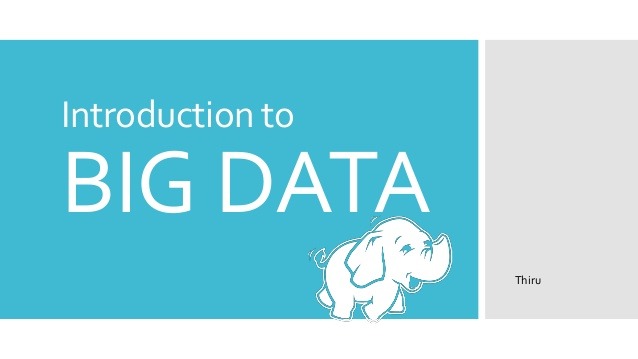 Introduction to
BIG DATA
Thiru